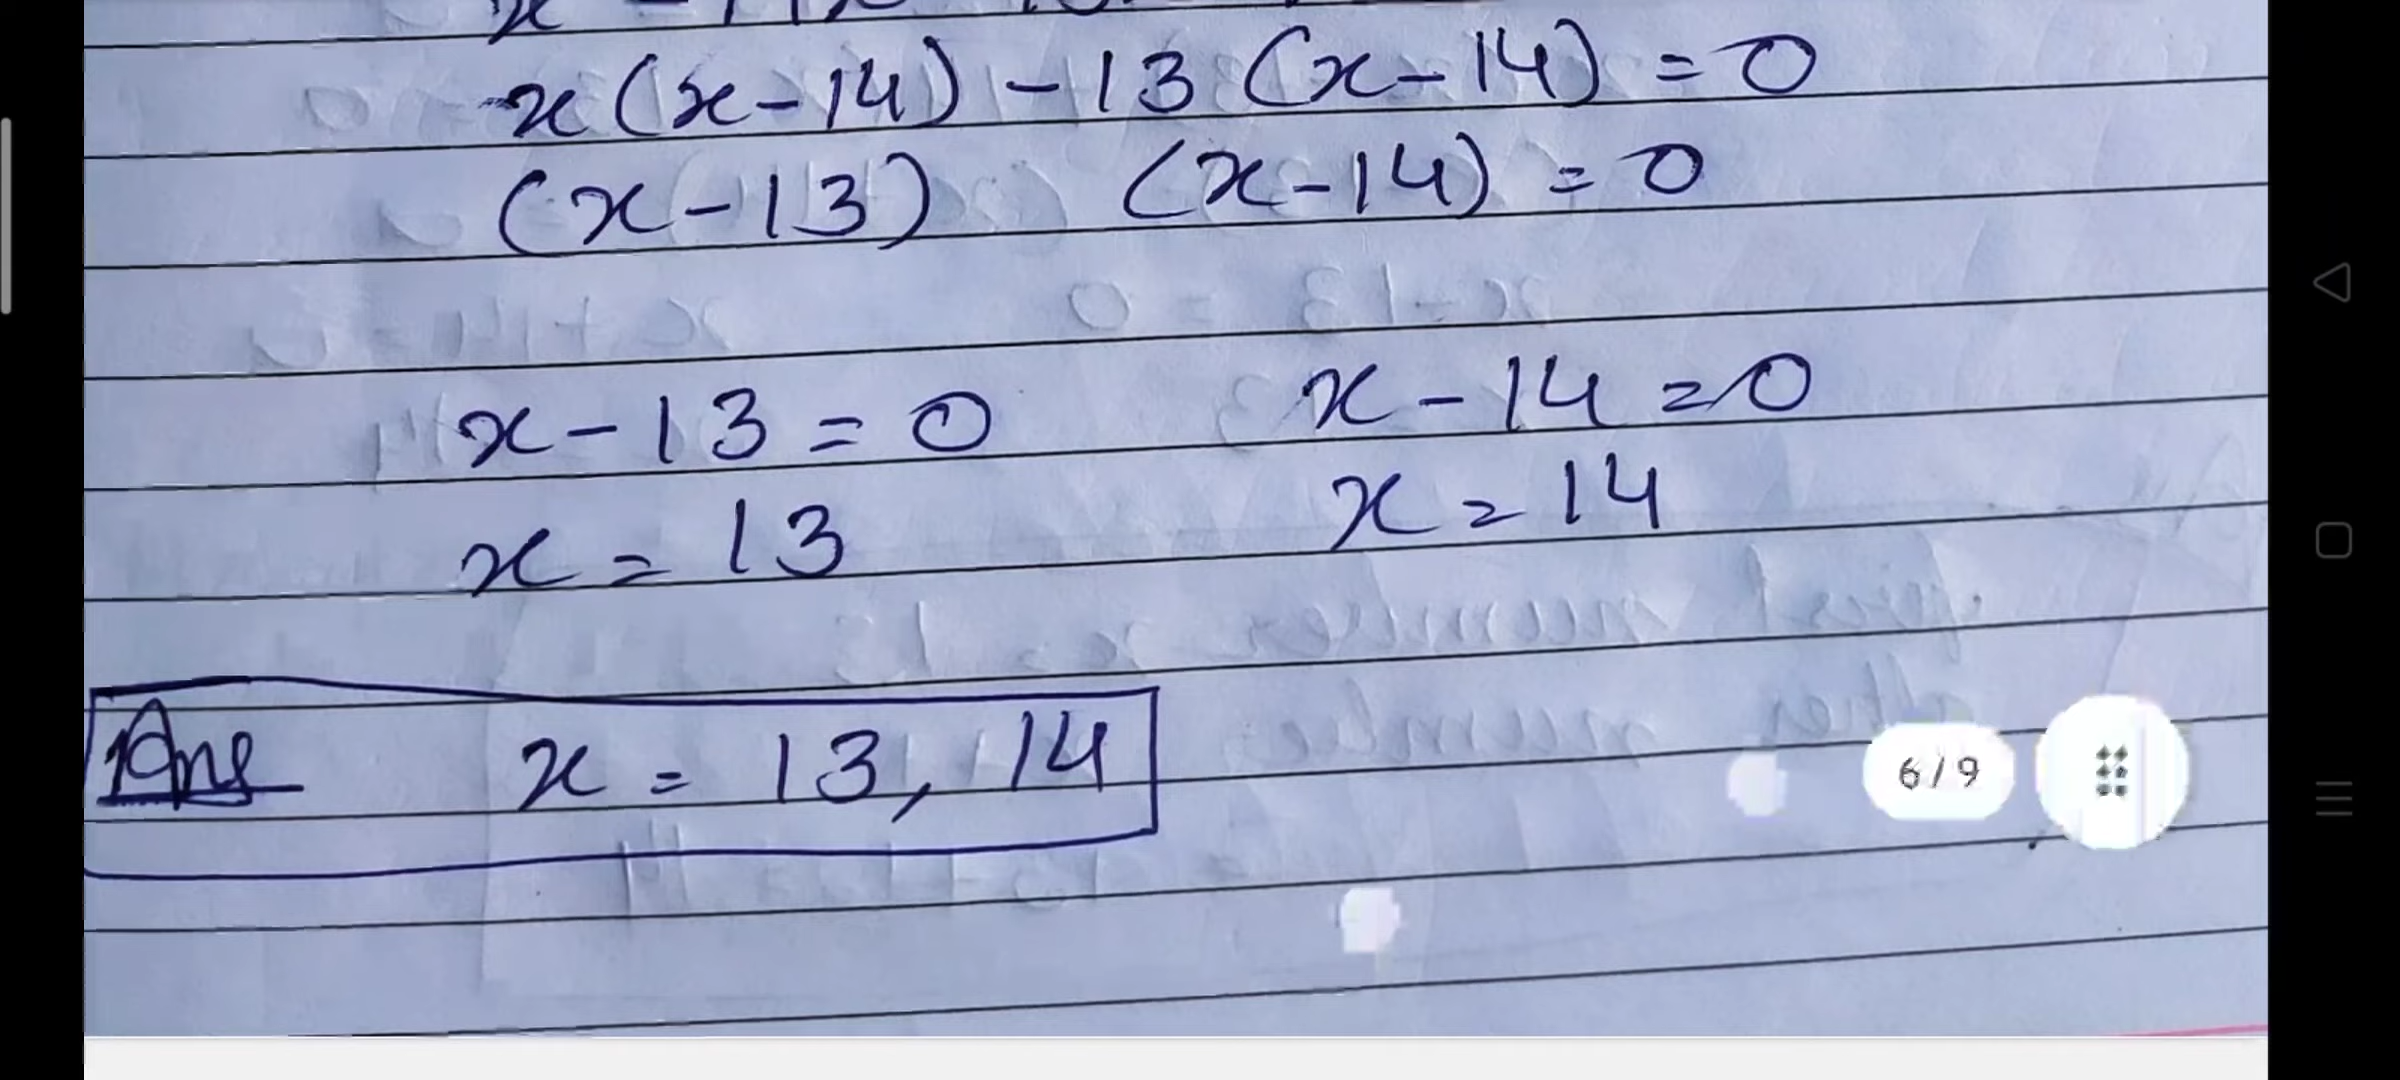 x(x-14) -13 (x-14) = 0
(x-13) (x-14) = 0
x-13 = 0 x-14 = 0
x = 13 x = 14
Ans x = 13, 14
6/9